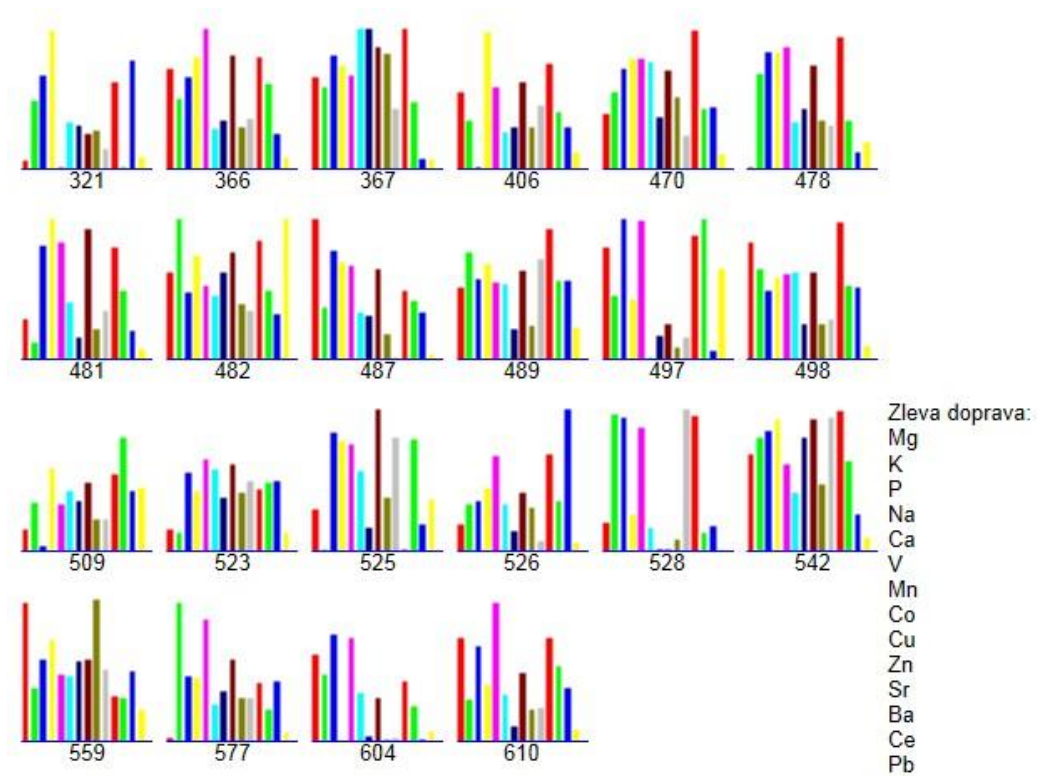 321 366 367 406 470 478
481 482 487 489 497 498
509 523 525 526 528 542
559 577 604 610
Zleva doprava:
Mg
K
P
Na
Ca
V
Mn
Co
Cu
Zn
Sr
Ba
Ce
Pb